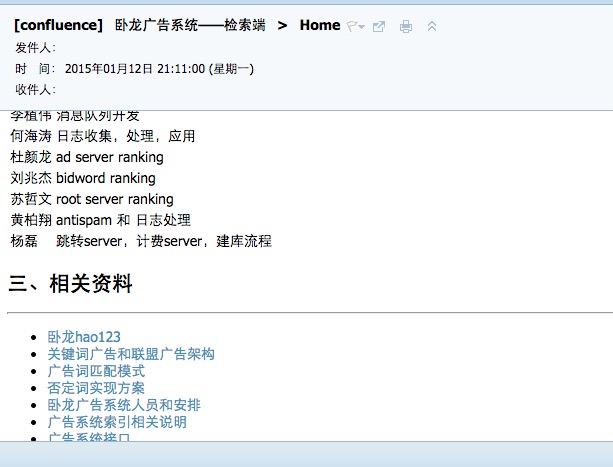 [confluence] 卧龙广告系统——检索端 > Home
发件人：
时 间： 2015年01月12日 21:11:00 (星期一)
收件人：
李植伟 消息队列开发
何海涛 日志收集，处理，应用
杜颜龙 ad server ranking
刘兆杰 bidword ranking
苏哲文 root server ranking
黄柏翔 antispam 和 日志处理
杨磊 跳转server，计费server，建库流程
三、相关资料
• 卧龙hao123
• 关键词广告和联盟广告架构
• 广告词匹配模式
• 否定词实现方案
• 卧龙广告系统人员和安排
• 广告系统索引相关说明
• 广告系统接口